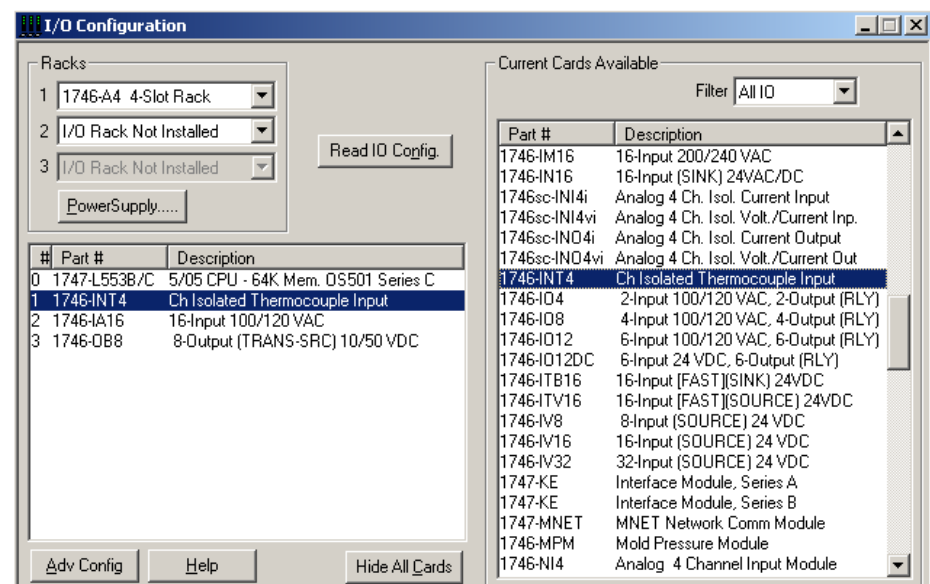 I/O Configuration
Racks
1 1746-A4 4-Slot Rack
2 I/O Rack Not Installed
3 I/O Rack Not Installed
PowerSupply.....
Read IO Config.
# Part # Description
0 1747-L553B/C 5/05 CPU - 64K Mem. OS501 Series C
1 1746-INT4 Ch Isolated Thermocouple Input
2 1746-IA16 16-Input 100/120 VAC
3 1746-OB8 8-Output (TRANS-SRC) 10/50 VDC
Adv Config
Help
Hide All Cards
Current Cards Available
Filter All IO
Part # Description
1746-IM16 16-Input 200/240 VAC
1746-IN16 16-Input (SINK) 24VAC/DC
1746sc-INI4i Analog 4 Ch. Isol. Current Input
1746sc-INI4vi Analog 4 Ch. Isol. Volt./Current Inp.
1746sc-INO4i Analog 4 Ch. Isol. Current Output
1746sc-INO4vi Analog 4 Ch. Isol. Volt./Current Out
1746-INT4 Ch Isolated Thermocouple Input
1746-IO4 2-Input 100/120 VAC, 2-Output (RLY)
1746-IO8 4-Input 100/120 VAC, 4-Output (RLY)
1746-IO12 6-Input 100/120 VAC, 6-Output (RLY)
1746-IO12DC 6-Input 24 VDC, 6-Output (RLY)
1746-ITB16 16-Input [FAST](SINK) 24VDC
1746-ITV16 16-Input [FAST](SOURCE) 24VDC
1746-IV8 8-Input (SOURCE) 24 VDC
1746-IV16 16-Input (SOURCE) 24 VDC
1746-IV32 32-Input (SOURCE) 24 VDC
1747-KE Interface Module, Series A
1747-KE Interface Module, Series B
1747-MNET MNET Network Comm Module
1746-MPM Mold Pressure Module
1746-NI4 Analog 4 Channel Input Module